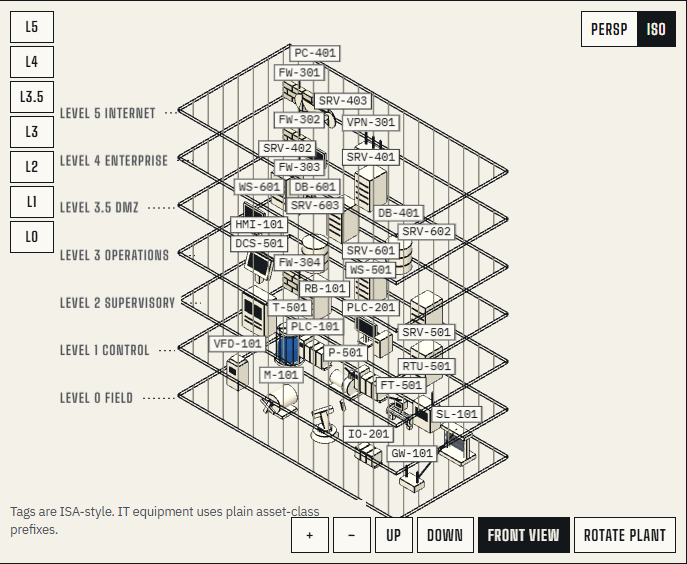 L5
L4
L3.5
L3
L2
L1
L0
PERSP ISO
PC-401
FW-301
SRV-403
LEVEL 5 INTERNET
FW-302
VPN-301
SRV-402
SRV-401
LEVEL 4 ENTERPRISE
FW-303
WS-601 DB-601
SRV-603
LEVEL 3.5 DMZ
DB-401
HMI-101
SRV-602
DCS-501
SRV-601
LEVEL 3 OPERATIONS
FW-304
WS-501
RB-101
LEVEL 2 SUPERVISORY
T-501
PLC-201
PLC-101
SRV-501
VFD-101
LEVEL 1 CONTROL
P-501
RTU-501
M-101
FT-501
LEVEL 0 FIELD
SL-101
IO-201
GW-101
Tags are ISA-style. IT equipment uses plain asset-class
prefixes.
+ − UP DOWN FRONT VIEW ROTATE PLANT